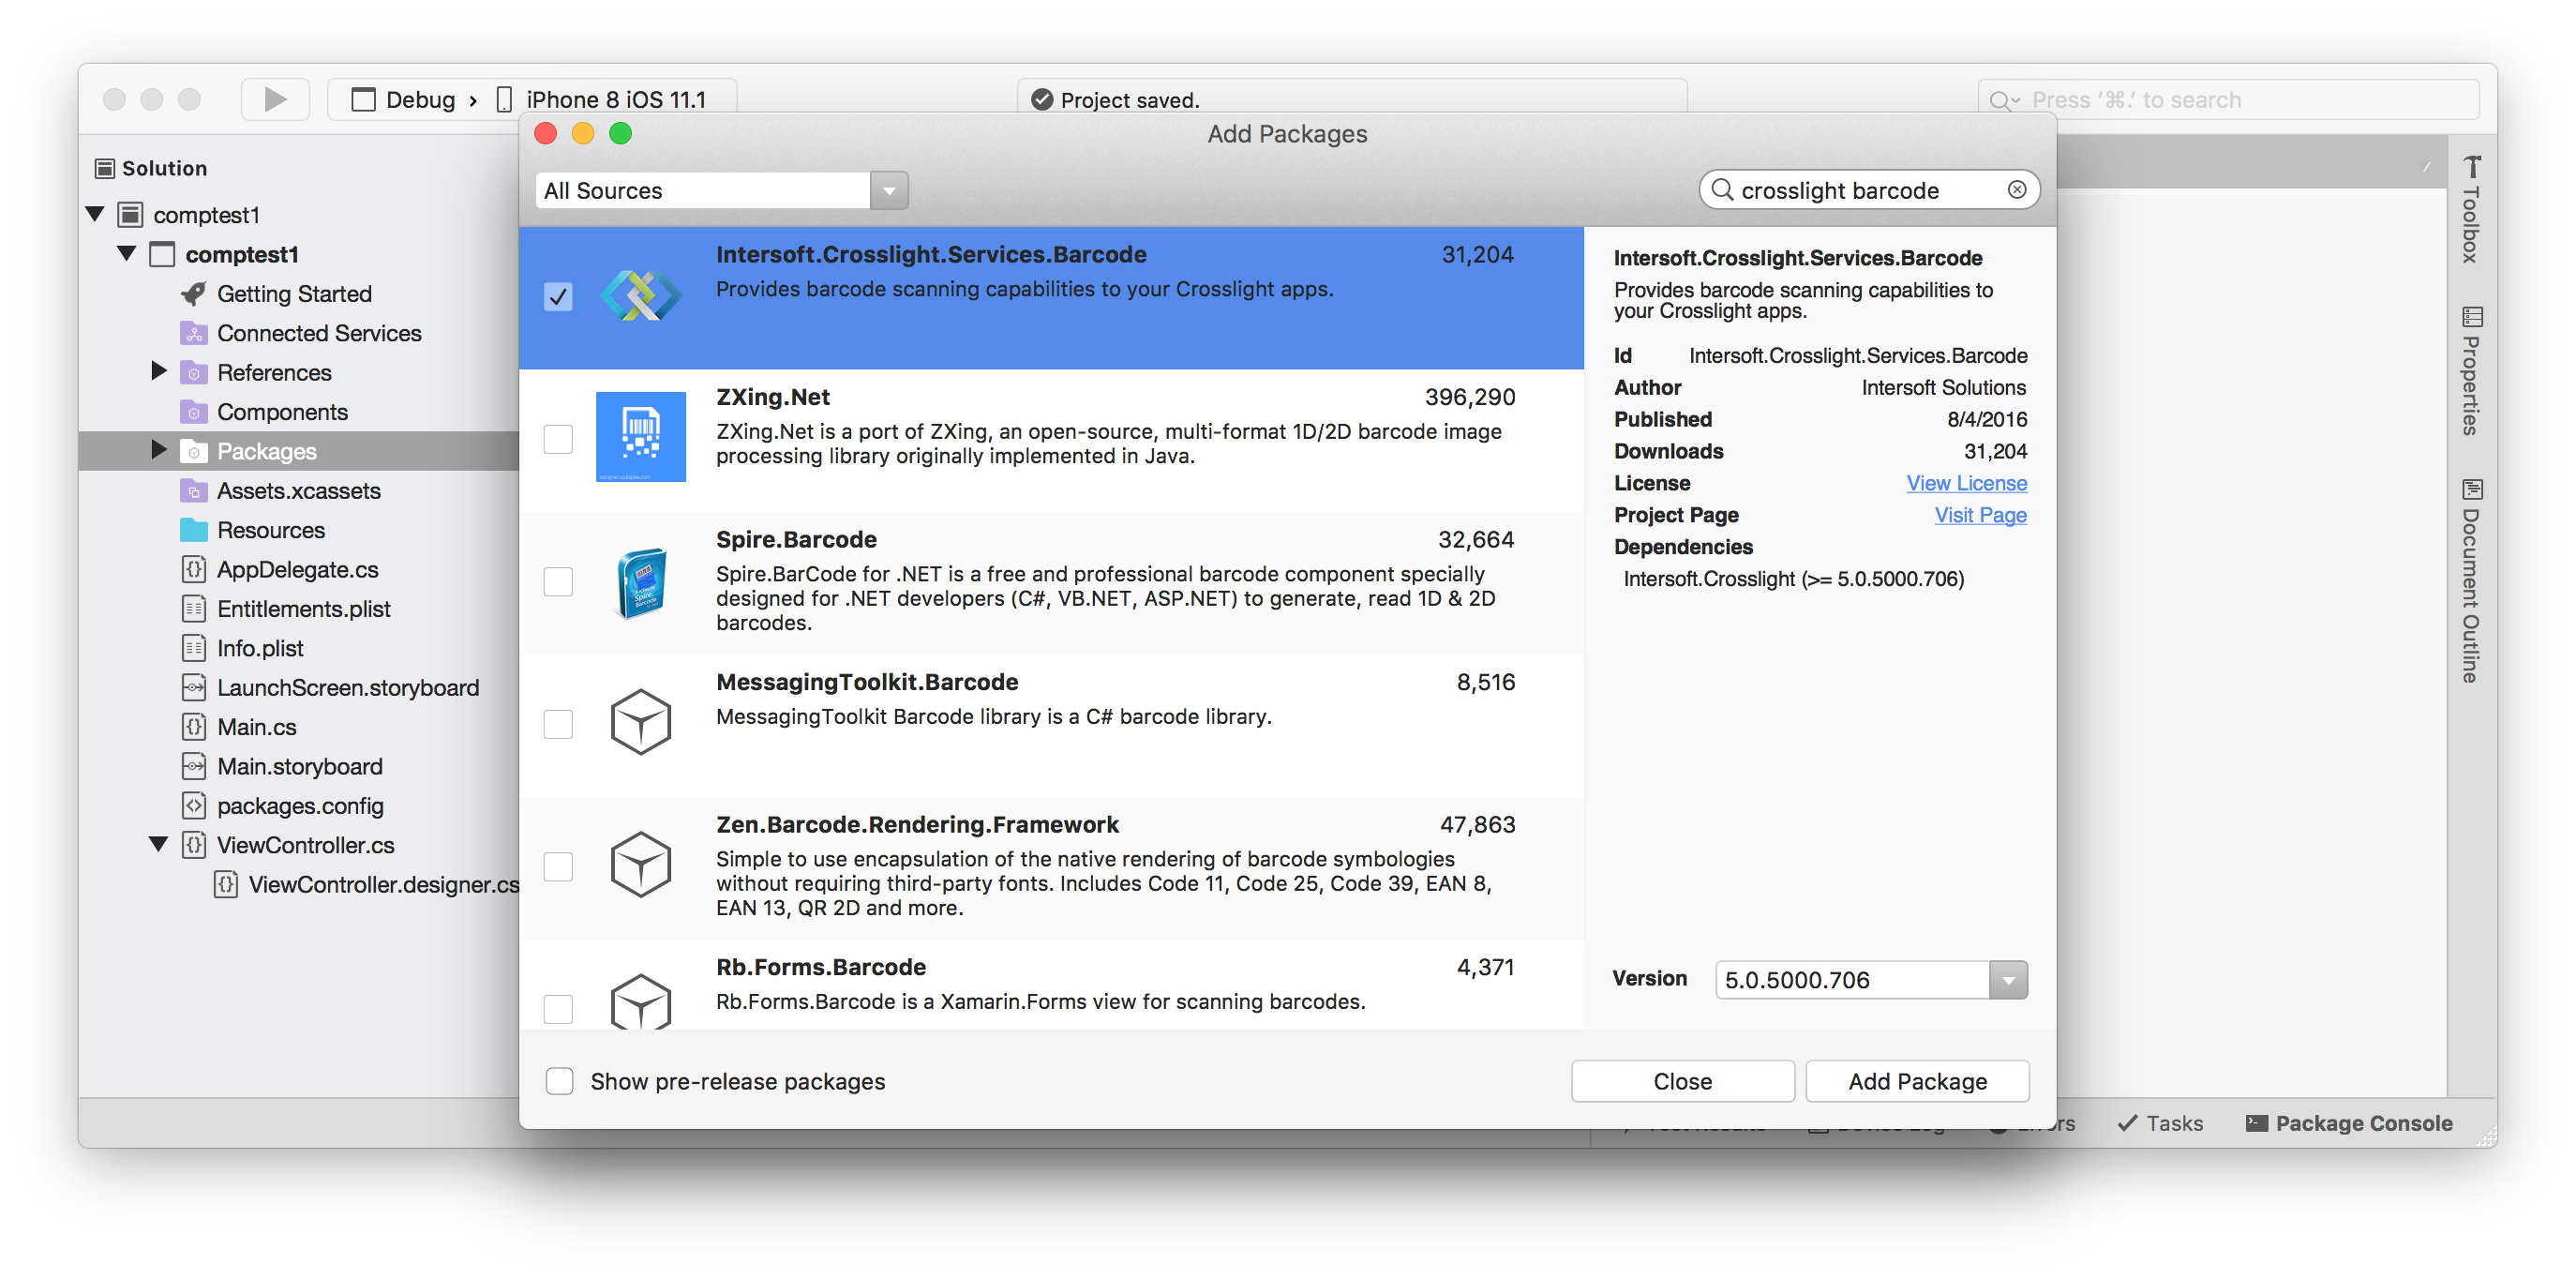 Debug › iPhone 8 iOS 11.1
Project saved.
Press ‘⌘.’ to search
Solution
comptest1
comptest1
Getting Started
Connected Services
References
Components
Packages
Assets.xcassets
Resources
AppDelegate.cs
Entitlements.plist
Info.plist
LaunchScreen.storyboard
Main.cs
Main.storyboard
packages.config
ViewController.cs
ViewController.designer.cs
Add Packages
All Sources
crosslight barcode
Intersoft.Crosslight.Services.Barcode 31,204
Provides barcode scanning capabilities to your Crosslight apps.
ZXing.Net 396,290
ZXing.Net is a port of ZXing, an open-source, multi-format 1D/2D barcode image
processing library originally implemented in Java.
Spire.Barcode 32,664
Spire.BarCode for .NET is a free and professional barcode component specially
designed for .NET developers (C#, VB.NET, ASP.NET) to generate, read 1D & 2D
barcodes.
MessagingToolkit.Barcode 8,516
MessagingToolkit Barcode library is a C# barcode library.
Zen.Barcode.Rendering.Framework 47,863
Simple to use encapsulation of the native rendering of barcode symbologies
without requiring third-party fonts. Includes Code 11, Code 25, Code 39, EAN 8,
EAN 13, QR 2D and more.
Rb.Forms.Barcode 4,371
Rb.Forms.Barcode is a Xamarin.Forms view for scanning barcodes.
Intersoft.Crosslight.Services.Barcode
Provides barcode scanning capabilities to
your Crosslight apps.
Id Intersoft.Crosslight.Services.Barcode
Author Intersoft Solutions
Published 8/4/2016
Downloads 31,204
License View License
Project Page Visit Page
Dependencies
Intersoft.Crosslight (>= 5.0.5000.706)
Version 5.0.5000.706
Show pre-release packages
Close
Add Package
Toolbox
Properties
Document Outline
Tasks
Package Console